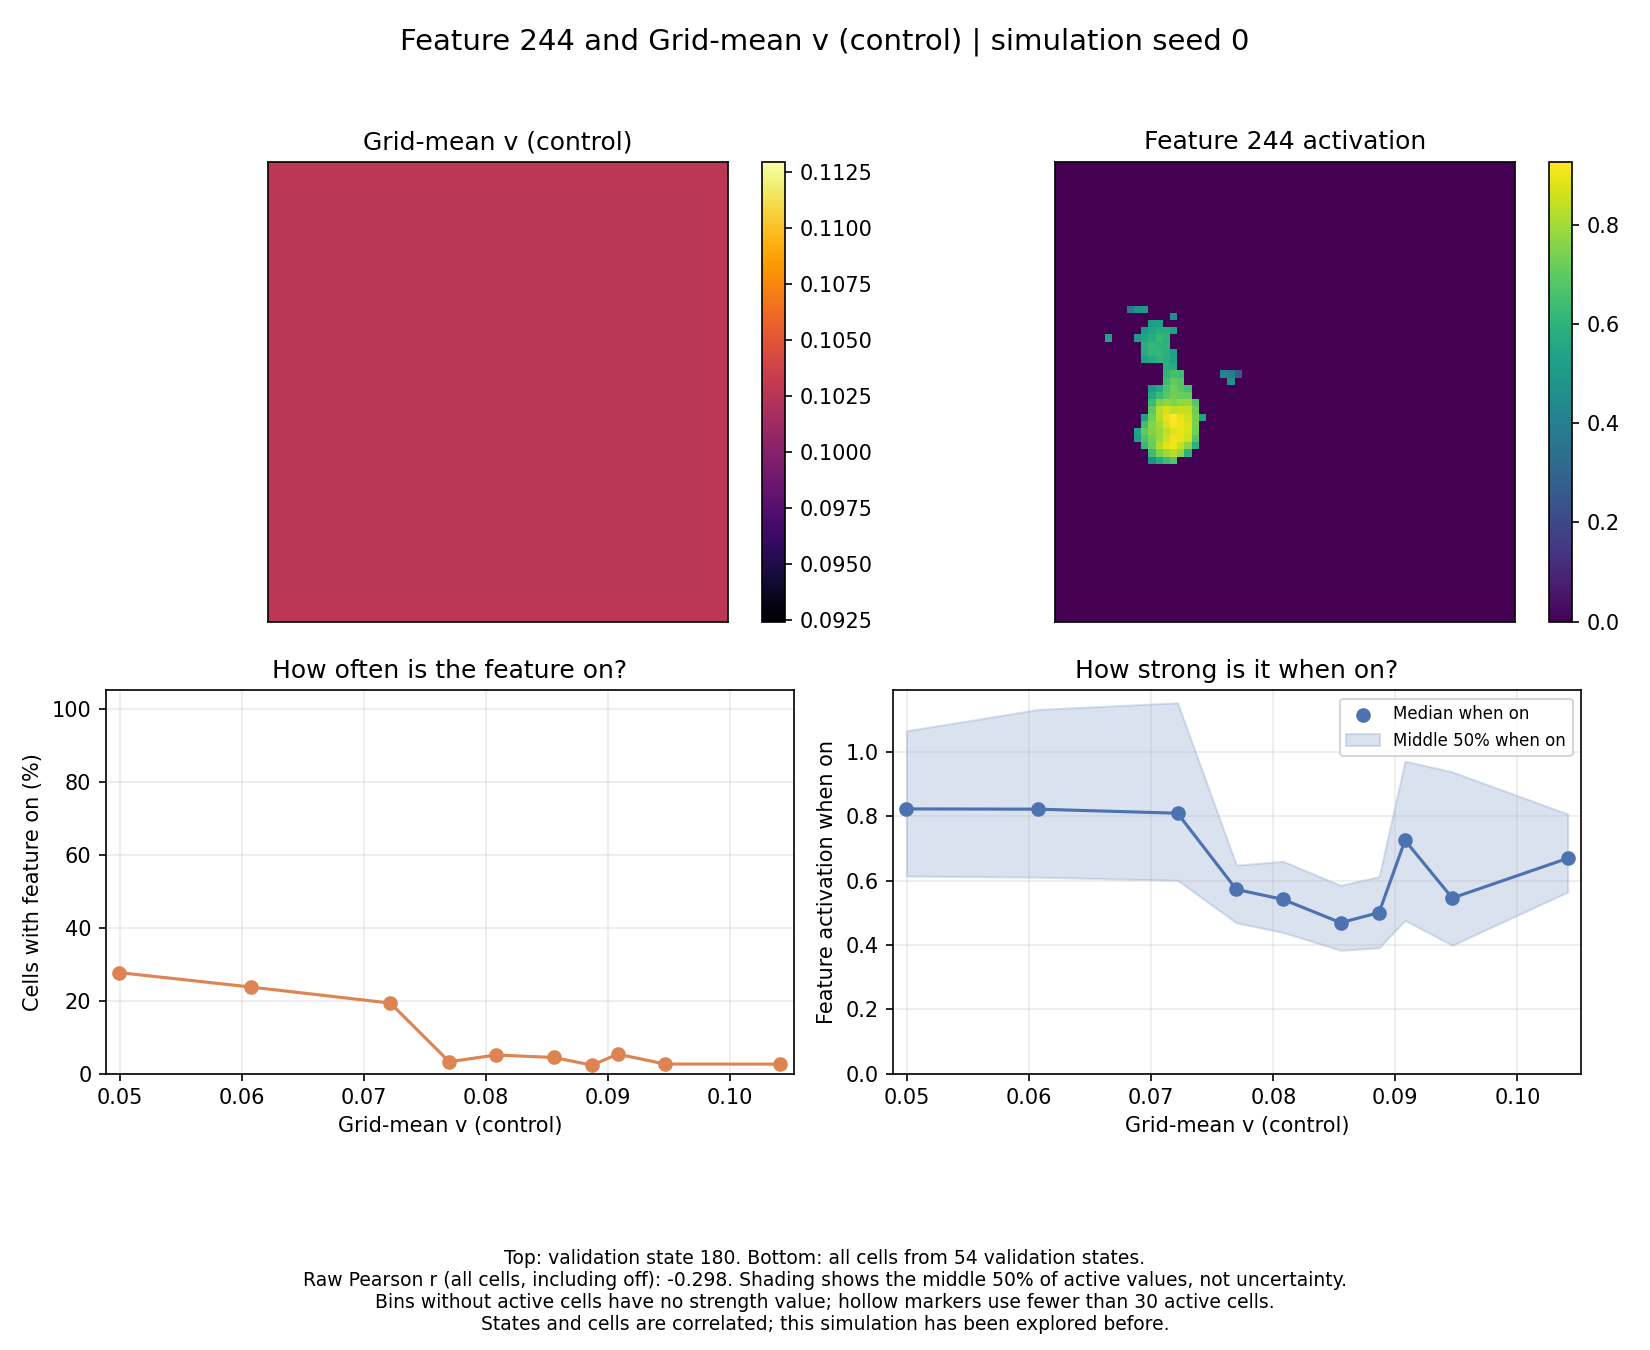 Feature 244 and Grid-mean v (control) | simulation seed 0
Grid-mean v (control)
Feature 244 activation
0.1125
0.1100
0.1075
0.1050
0.1025
0.1000
0.0975
0.0950
0.0925
0.8
0.6
0.4
0.2
0.0
How often is the feature on?
How strong is it when on?
Cells with feature on (%)
100
80
60
40
20
0
0.05
0.06
0.07
0.08
0.09
0.10
Grid-mean v (control)
Feature activation when on
1.0
0.8
0.6
0.4
0.2
0.0
Median when on
Middle 50% when on
0.05
0.06
0.07
0.08
0.09
0.10
Grid-mean v (control)
Top: validation state 180. Bottom: all cells from 54 validation states.
Raw Pearson r (all cells, including off): -0.298. Shading shows the middle 50% of active values, not uncertainty.
Bins without active cells have no strength value; hollow markers use fewer than 30 active cells.
States and cells are correlated; this simulation has been explored before.